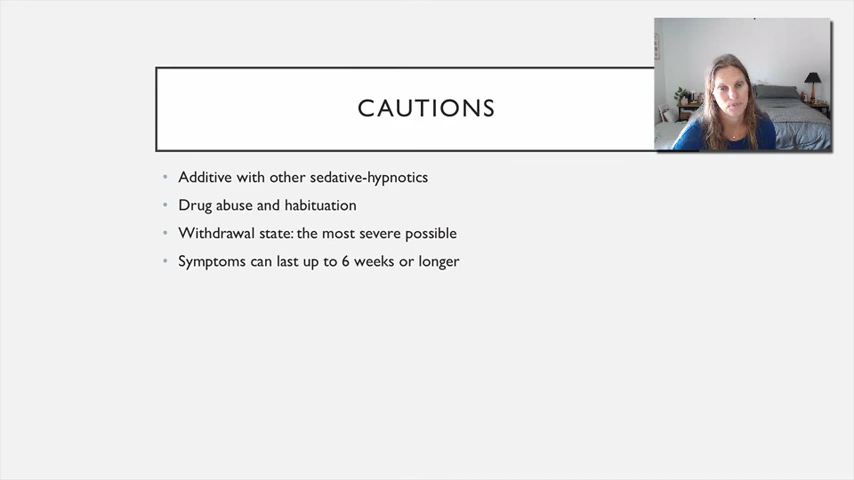 CAUTIONS
• Additive with other sedative-hypnotics
• Drug abuse and habituation
• Withdrawal state: the most severe possible
• Symptoms can last up to 6 weeks or longer